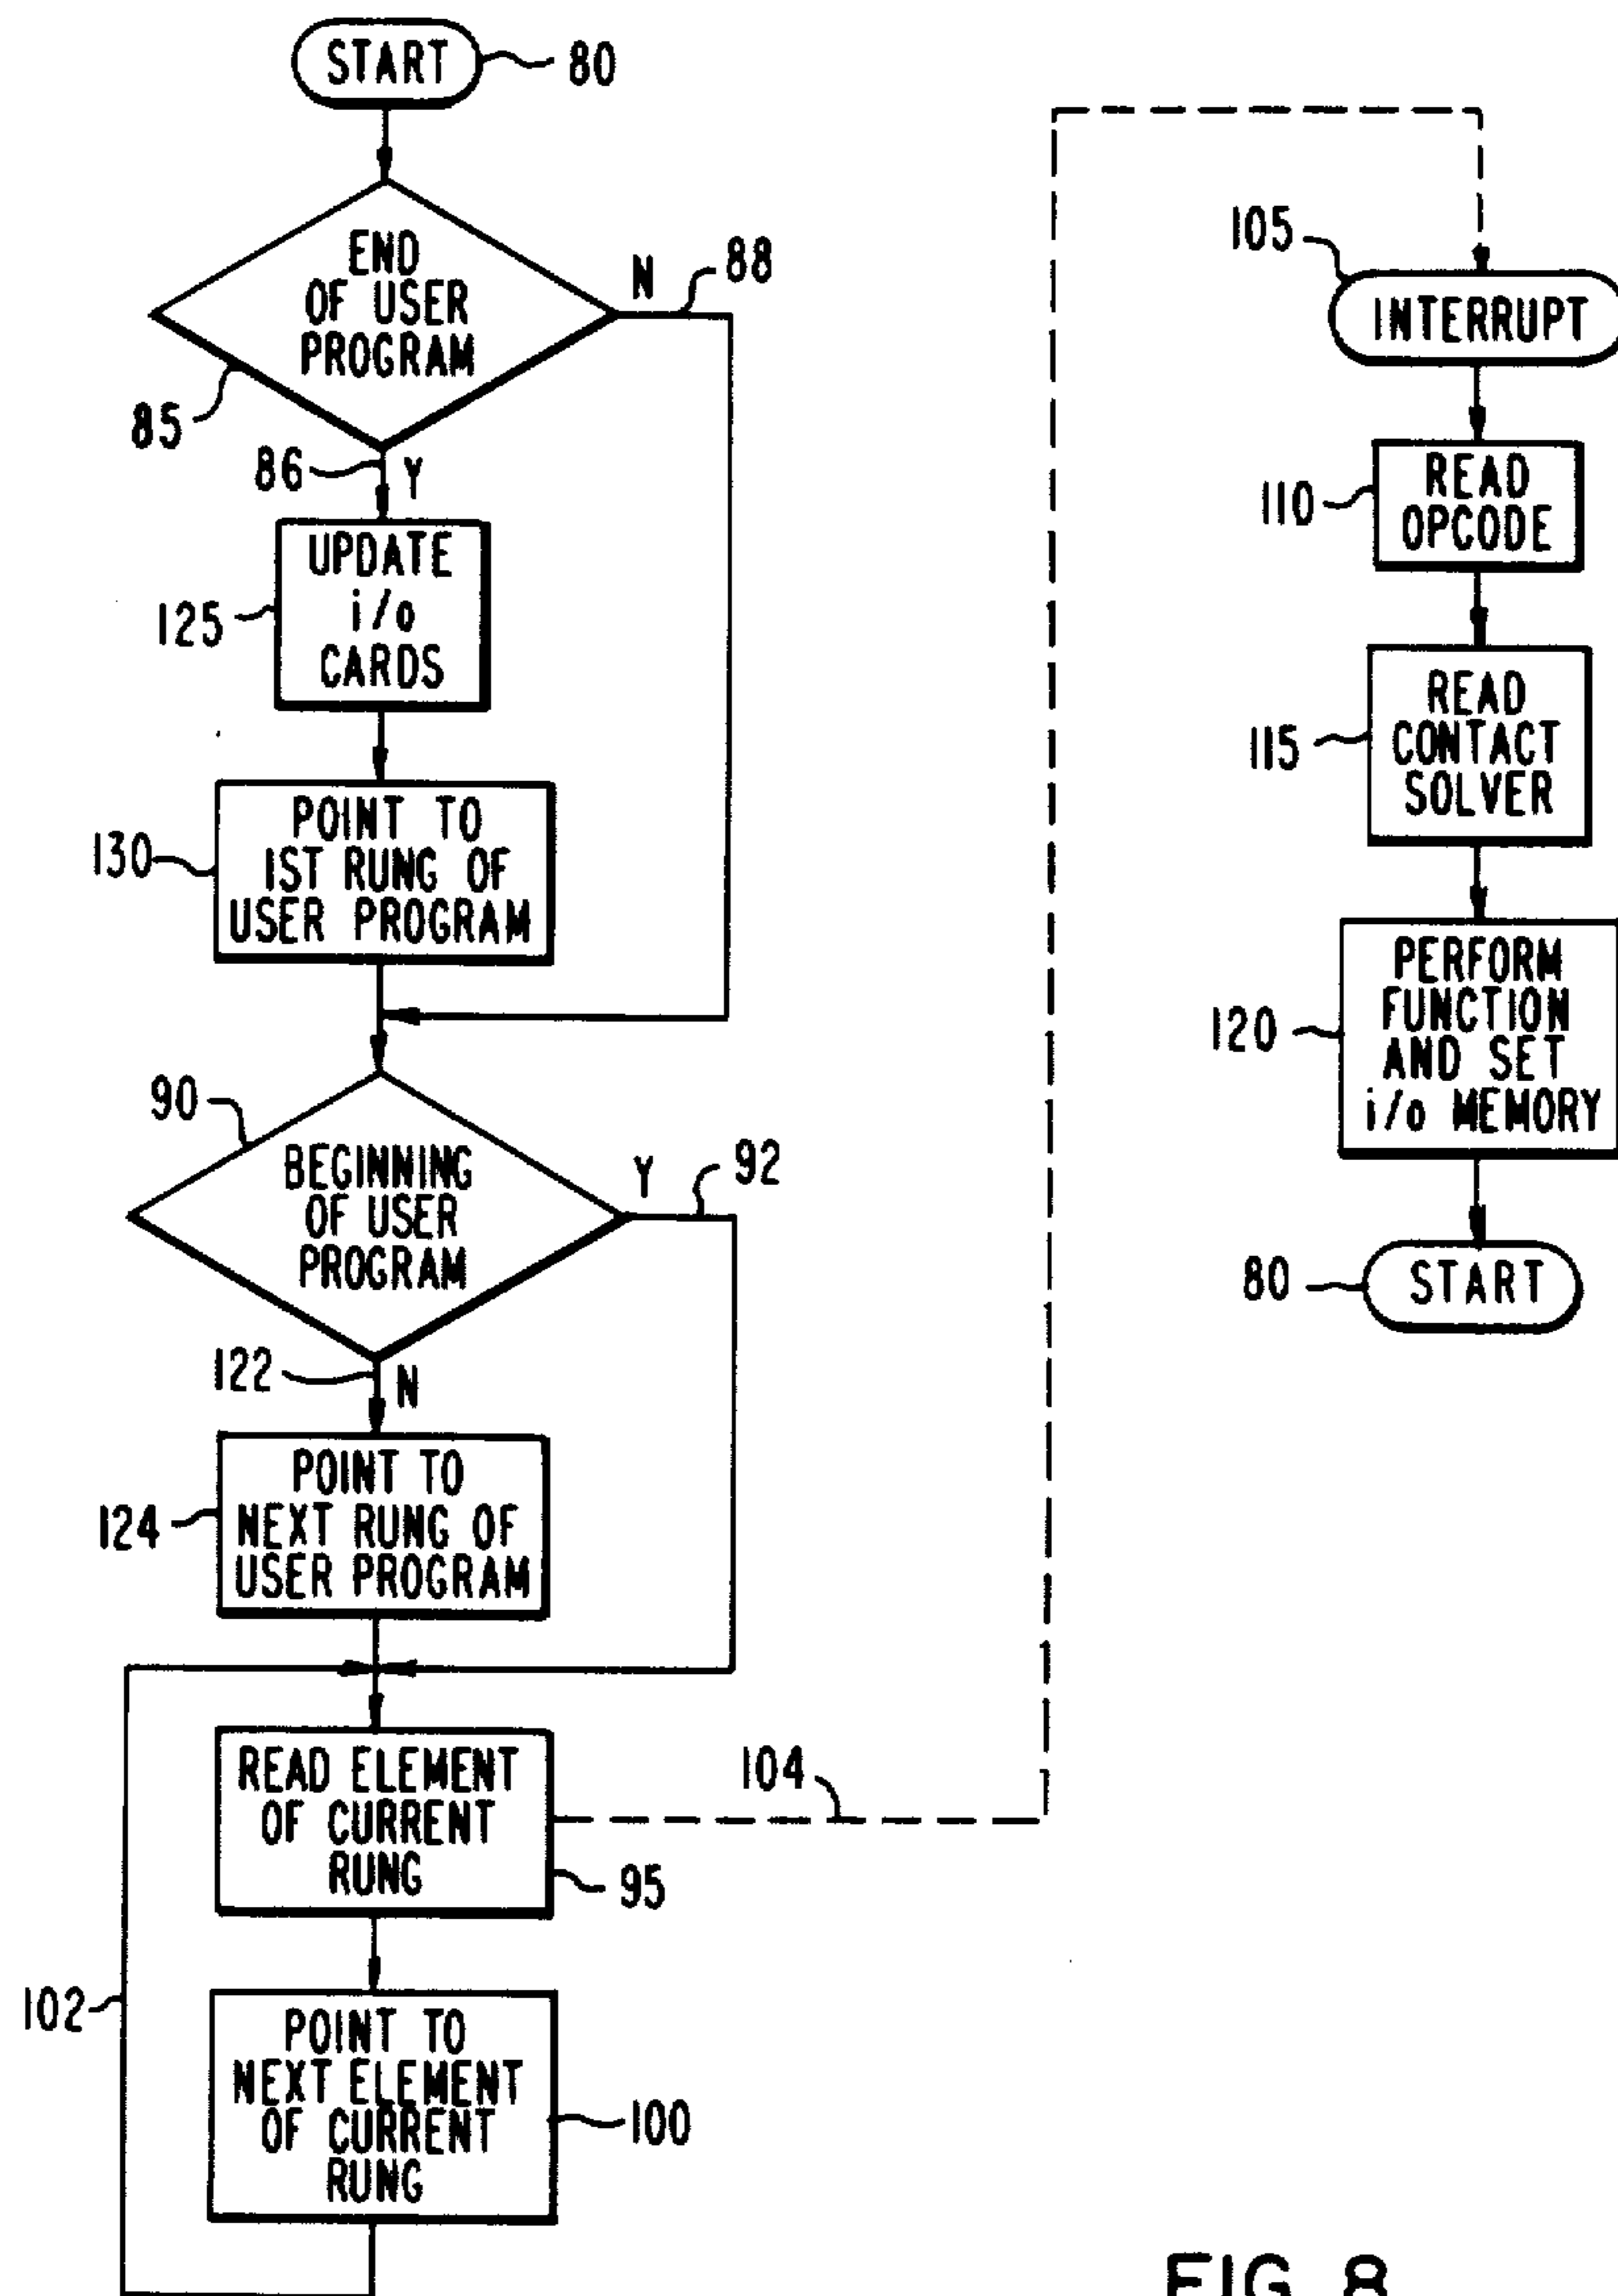 START
80
END
OF USER
PROGRAM
N
88
85
86
Y
UPDATE
i/o
CARDS
125
POINT TO
1ST RUNG OF
USER PROGRAM
130
90
BEGINNING
OF USER
PROGRAM
Y
92
122
N
POINT TO
NEXT RUNG OF
USER PROGRAM
124
READ ELEMENT
OF CURRENT
RUNG
104
95
102
POINT TO
NEXT ELEMENT
OF CURRENT
RUNG
100
105
INTERRUPT
110
READ
OPCODE
115
READ
CONTACT
SOLVER
120
PERFORM
FUNCTION
AND SET
i/o MEMORY
80
START
FIG. 8